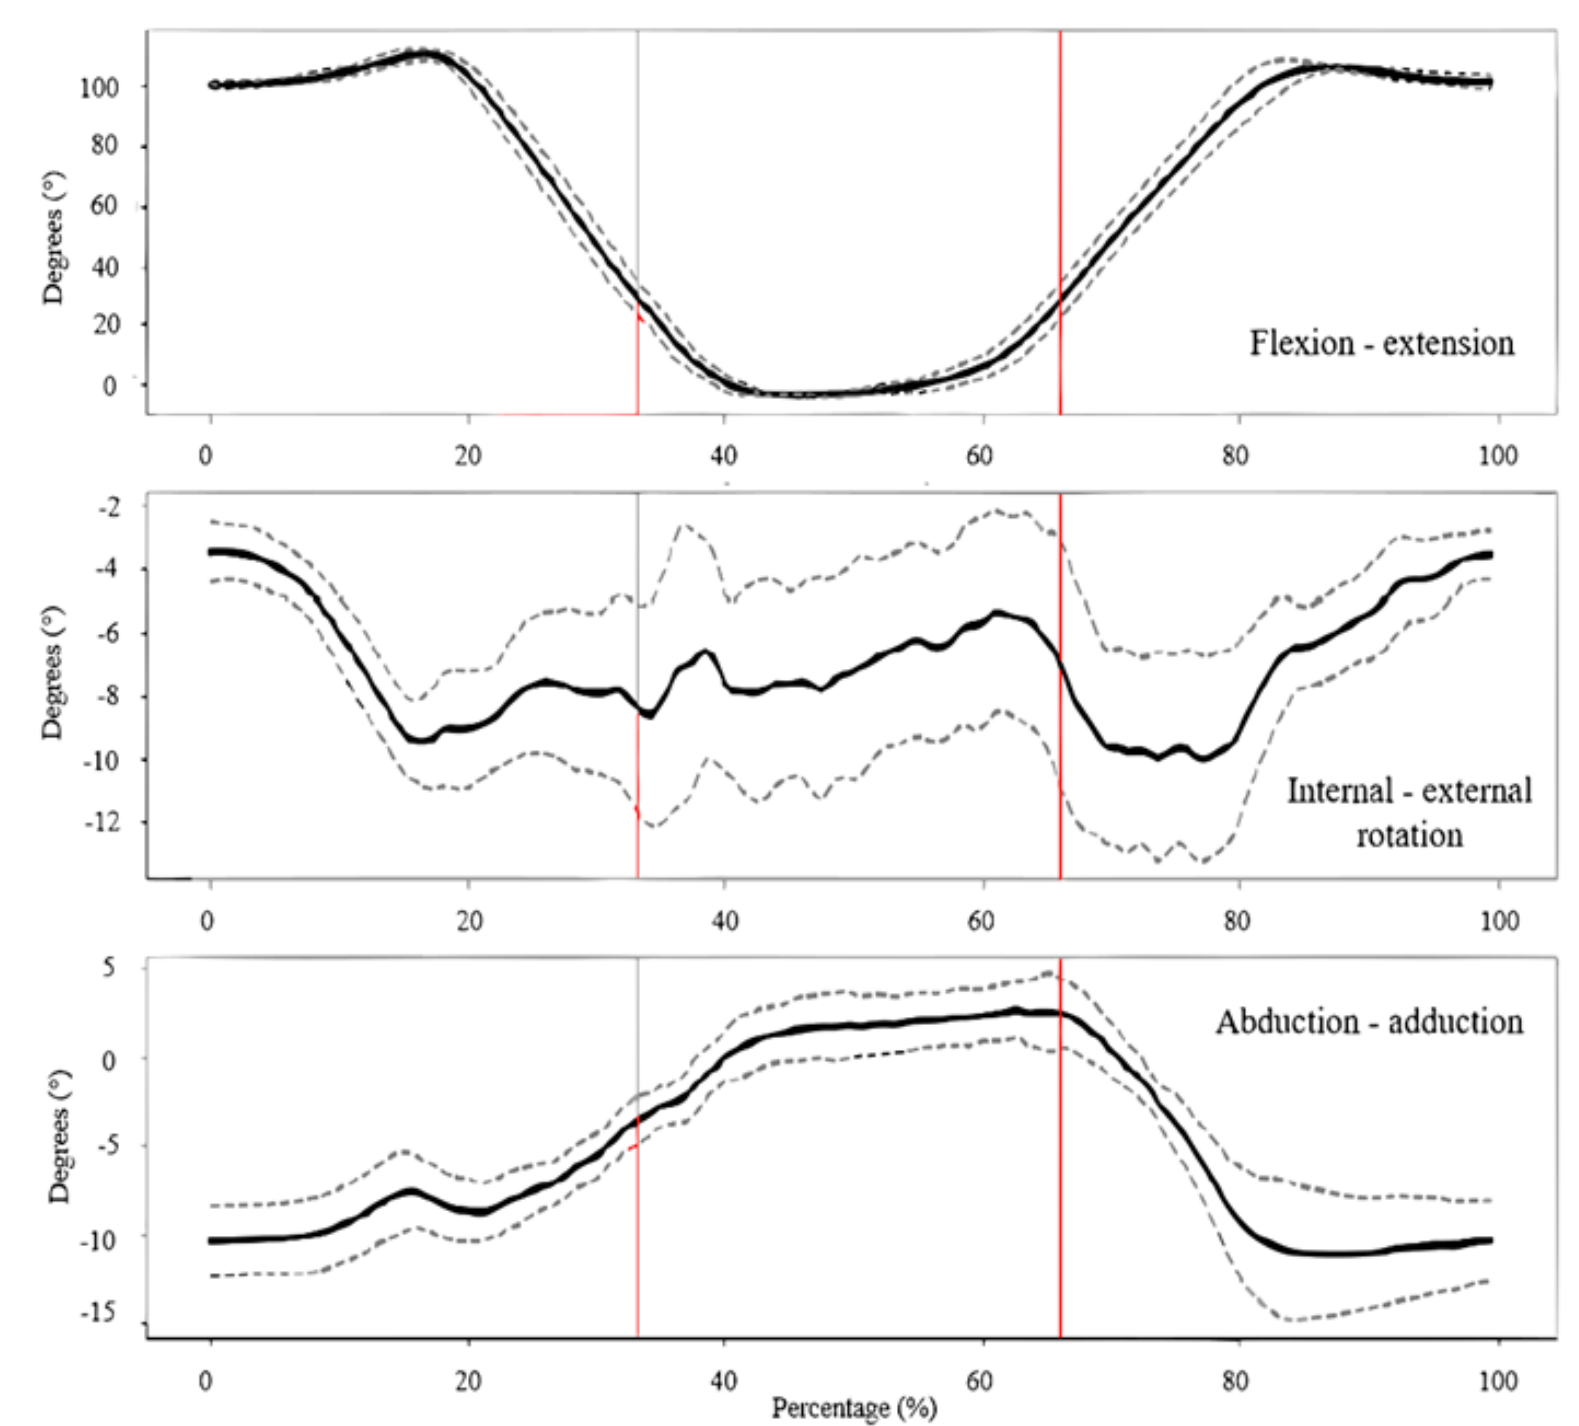 Degrees (°)
100
80
60
40
20
0
Flexion - extension
0 20 40 60 80 100
Degrees (°)
-2
-4
-6
-8
-10
-12
Internal - external
rotation
0 20 40 60 80 100
Degrees (°)
5
0
-5
-10
-15
Abduction - adduction
0 20 40 60 80 100
Percentage (%)